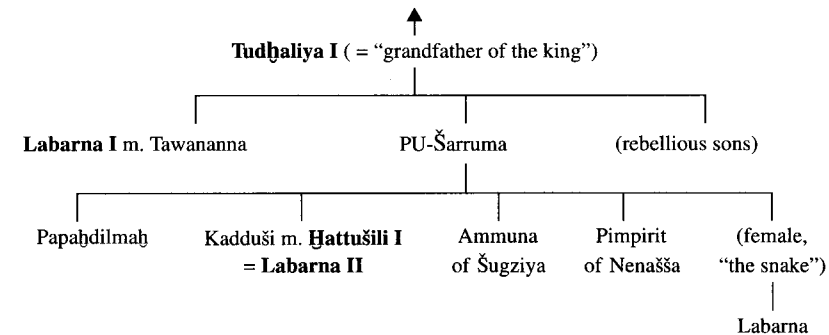 Tudḫaliya I ( = “grandfather of the king”)
Labarna I m. Tawananna PU-Šarruma (rebellious sons)
Papaḫdilmaḫ Kadduši m. Ḫattušili I Ammuna Pimpirit (female,
= Labarna II of Šugziya of Nenašša “the snake”)
Labarna